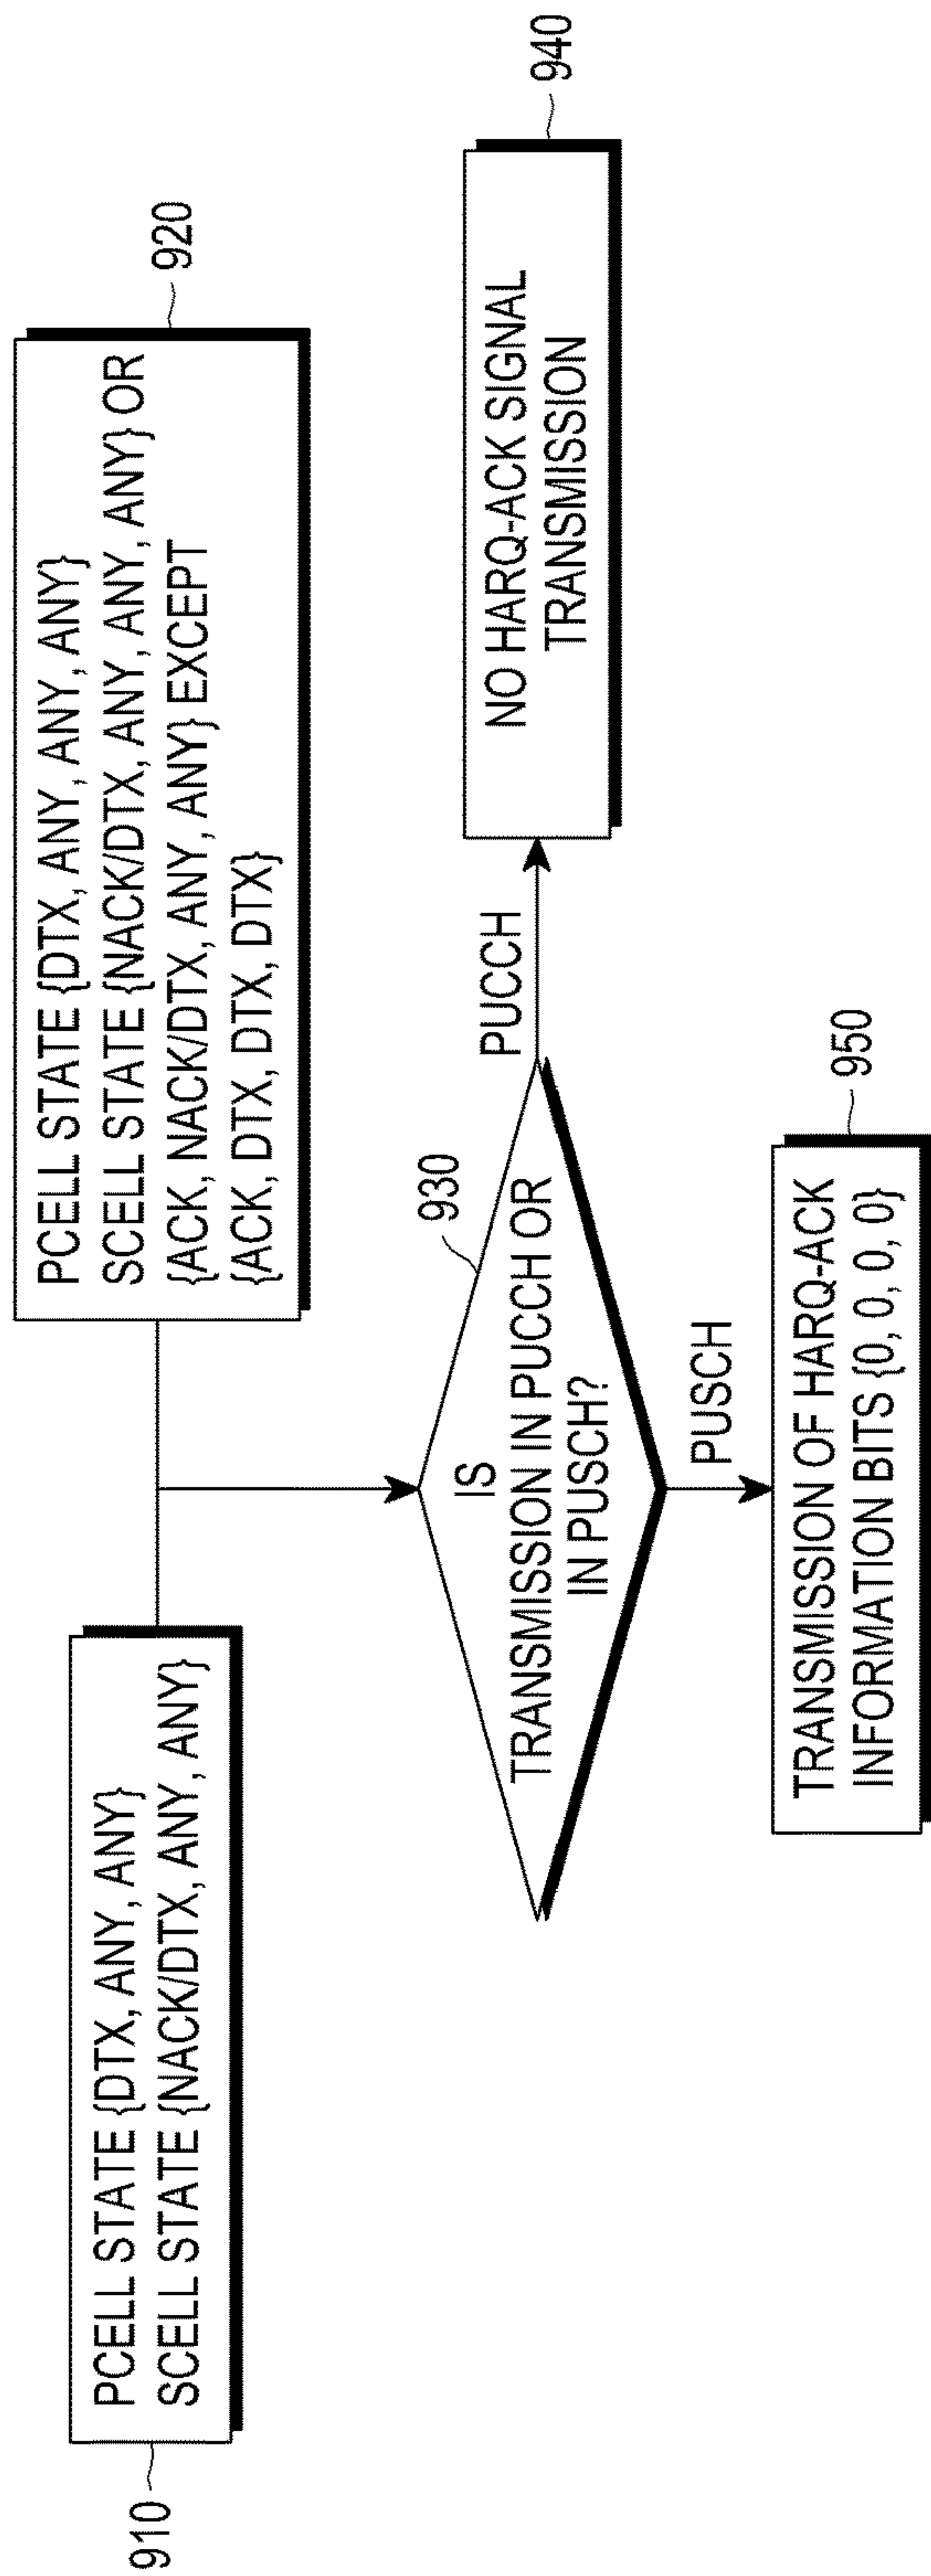 910
PCELL STATE {DTX, ANY, ANY}
SCELL STATE {NACK/DTX, ANY, ANY}
920
PCELL STATE {DTX, ANY, ANY, ANY}
SCELL STATE {NACK/DTX, ANY, ANY, ANY} OR
{ACK, NACK/DTX, ANY, ANY} EXCEPT
{ACK, DTX, DTX, DTX}
930
IS
TRANSMISSION IN PUCCH OR
IN PUSCH?
PUCCH
940
NO HARQ-ACK SIGNAL
TRANSMISSION
PUSCH
950
TRANSMISSION OF HARQ-ACK
INFORMATION BITS {0, 0, 0, 0}